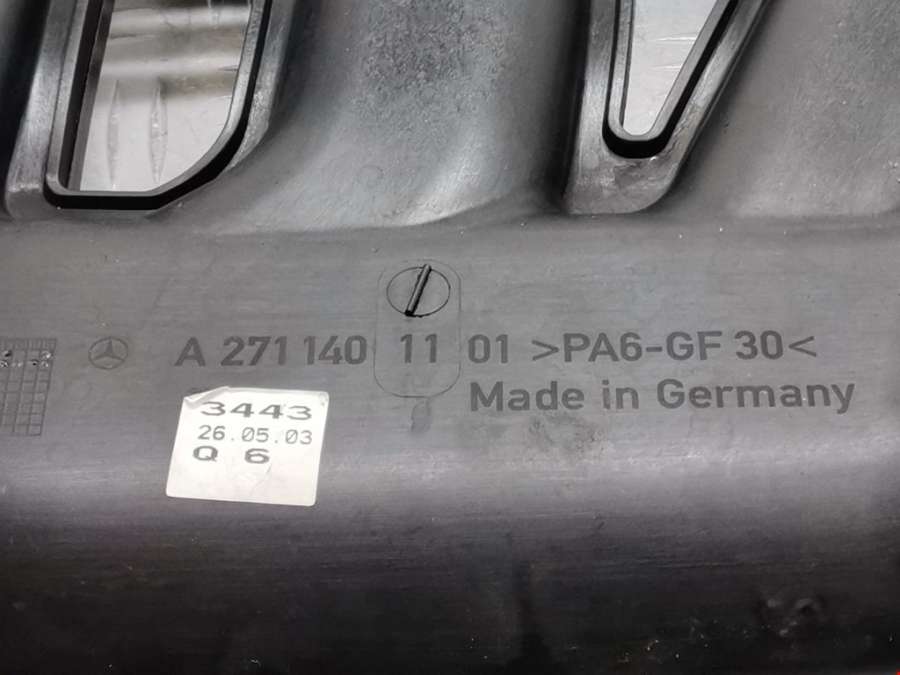 A 271 140 11 01 >PA6-GF 30<
Made in Germany
3443
26.05.03
Q 6